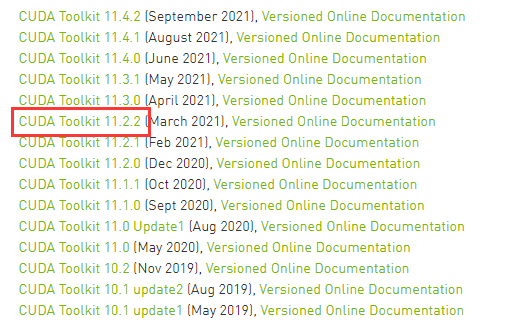 CUDA Toolkit 11.4.2 (September 2021), Versioned Online Documentation
CUDA Toolkit 11.4.1 (August 2021), Versioned Online Documentation
CUDA Toolkit 11.4.0 (June 2021), Versioned Online Documentation
CUDA Toolkit 11.3.1 (May 2021), Versioned Online Documentation
CUDA Toolkit 11.3.0 (April 2021), Versioned Online Documentation
CUDA Toolkit 11.2.2 (March 2021), Versioned Online Documentation
CUDA Toolkit 11.2.1 (Feb 2021), Versioned Online Documentation
CUDA Toolkit 11.2.0 (Dec 2020), Versioned Online Documentation
CUDA Toolkit 11.1.1 (Oct 2020), Versioned Online Documentation
CUDA Toolkit 11.1.0 (Sept 2020), Versioned Online Documentation
CUDA Toolkit 11.0 Update1 (Aug 2020), Versioned Online Documentation
CUDA Toolkit 11.0 (May 2020), Versioned Online Documentation
CUDA Toolkit 10.2 (Nov 2019), Versioned Online Documentation
CUDA Toolkit 10.1 update2 (Aug 2019), Versioned Online Documentation
CUDA Toolkit 10.1 update1 (May 2019), Versioned Online Documentation